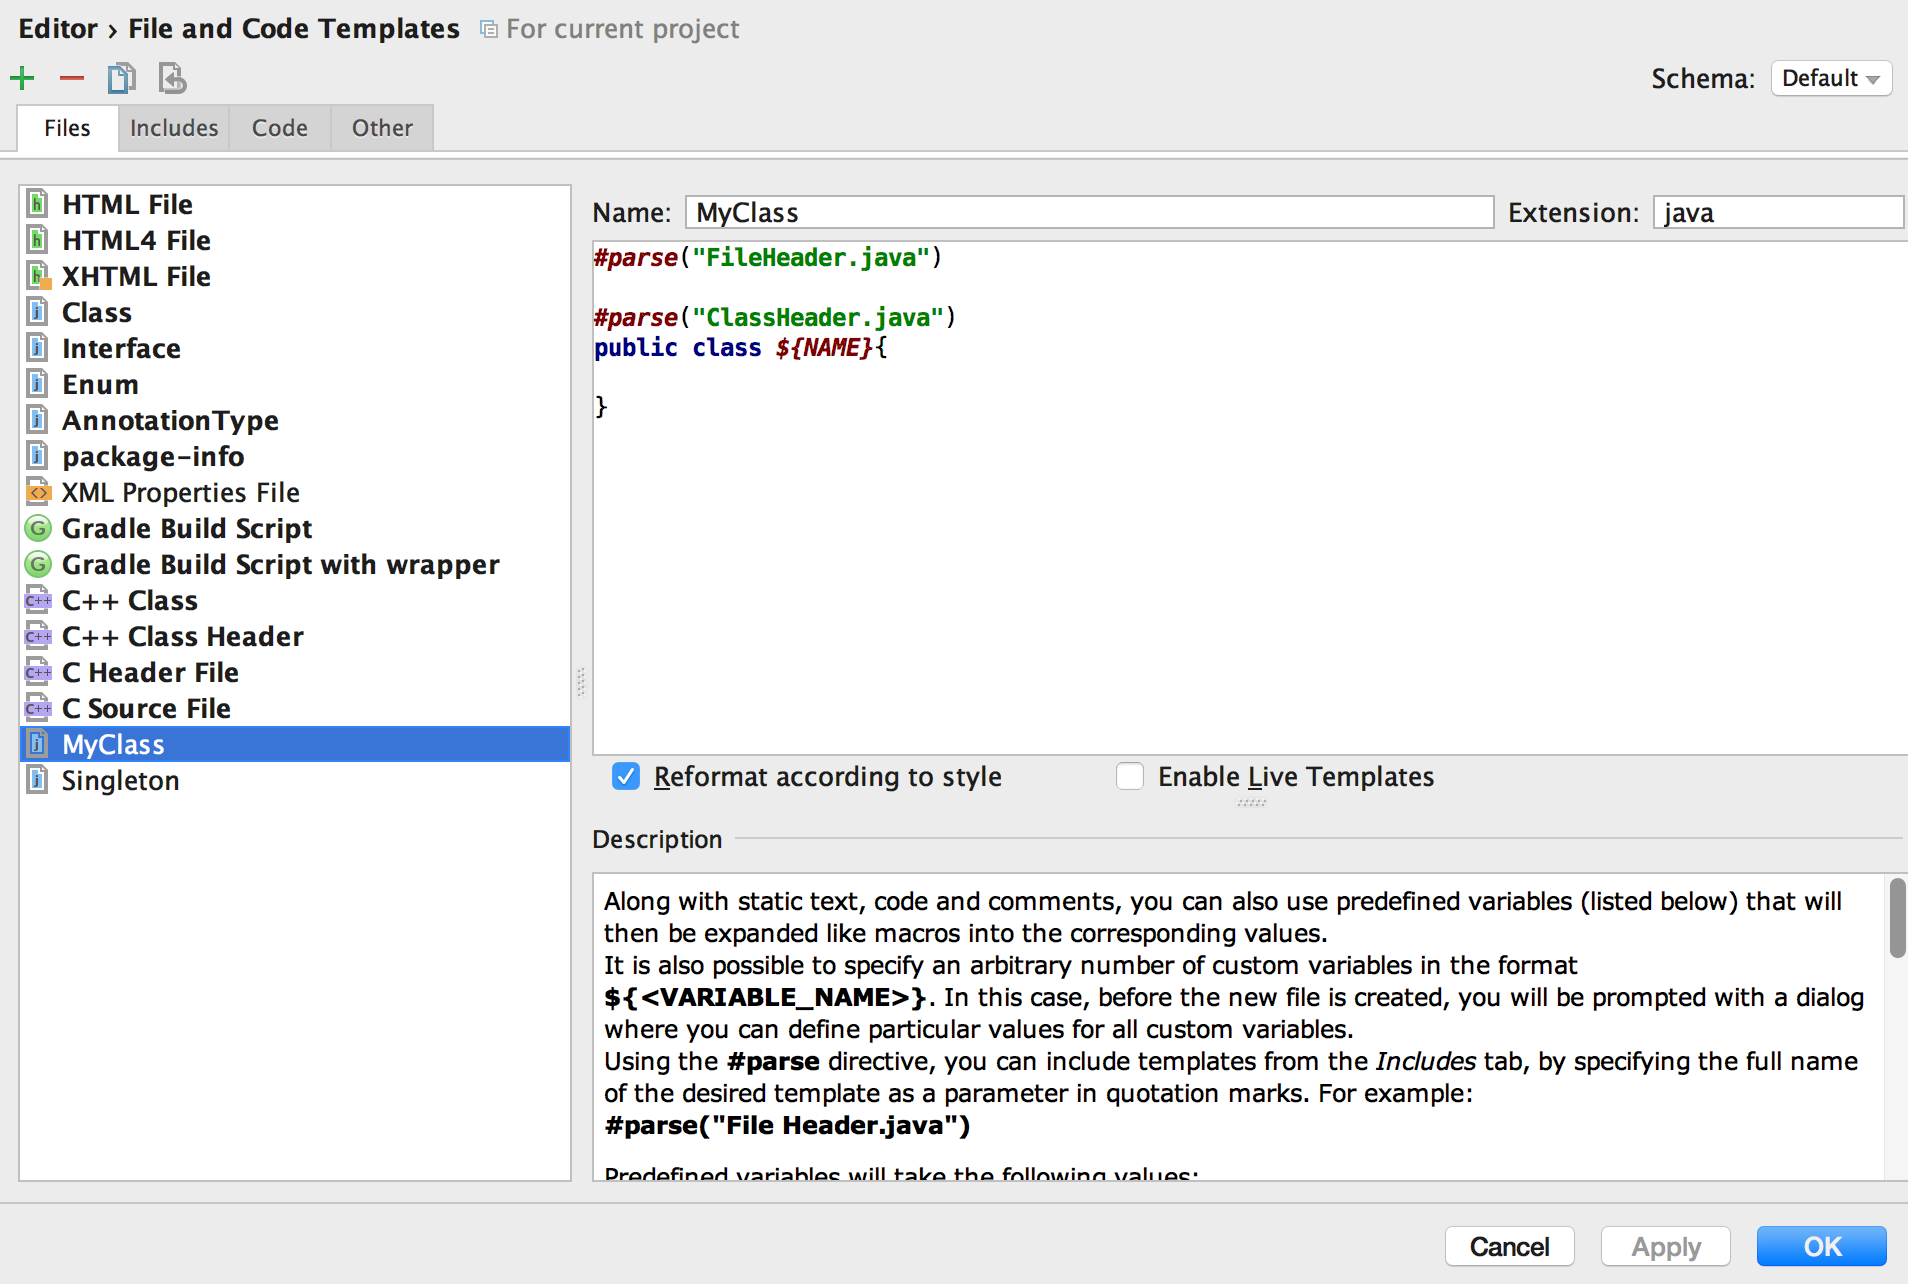 Editor › File and Code Templates For current project
Schema: Default
Files Includes Code Other
HTML File
HTML4 File
XHTML File
Class
Interface
Enum
AnnotationType
package-info
XML Properties File
Gradle Build Script
Gradle Build Script with wrapper
C++ Class
C++ Class Header
C Header File
C Source File
MyClass
Singleton
Name: MyClass Extension: java
#parse("FileHeader.java")
#parse("ClassHeader.java")
public class ${NAME}{
}
Reformat according to style Enable Live Templates
Description
Along with static text, code and comments, you can also use predefined variables (listed below) that will
then be expanded like macros into the corresponding values.
It is also possible to specify an arbitrary number of custom variables in the format
${<VARIABLE_NAME>}. In this case, before the new file is created, you will be prompted with a dialog
where you can define particular values for all custom variables.
Using the #parse directive, you can include templates from the Includes tab, by specifying the full name
of the desired template as a parameter in quotation marks. For example:
#parse("File Header.java")
Predefined variables will take the following values:
Cancel Apply OK